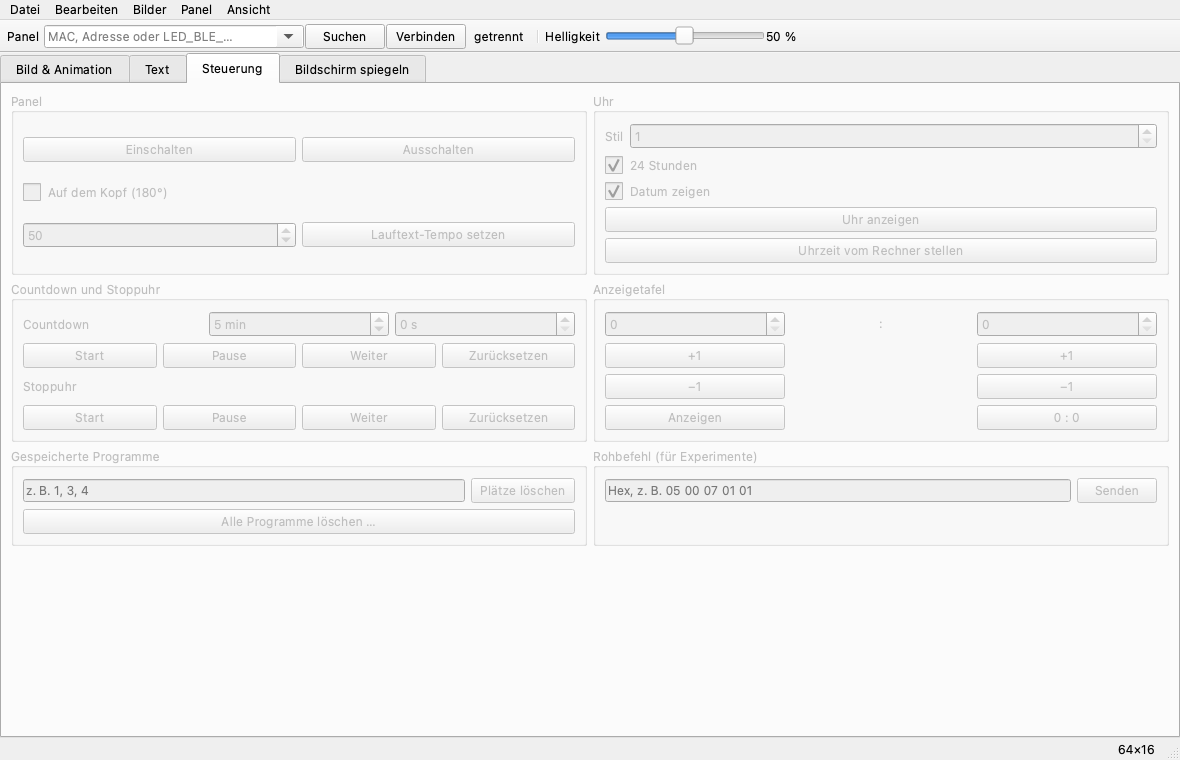 Datei Bearbeiten Bilder Panel Ansicht
Panel MAC, Adresse oder LED_BLE_... Suchen Verbinden getrennt Helligkeit 50 %
Bild & Animation Text Steuerung Bildschirm spiegeln
Panel
Einschalten Ausschalten
Auf dem Kopf (180°)
50 Lauftext-Tempo setzen
Uhr
Stil 1
24 Stunden
Datum zeigen
Uhr anzeigen
Uhrzeit vom Rechner stellen
Countdown und Stoppuhr
Countdown 5 min 0 s
Start Pause Weiter Zurücksetzen
Stoppuhr
Start Pause Weiter Zurücksetzen
Anzeigetafel
0 : 0
+1 +1
−1 −1
Anzeigen 0 : 0
Gespeicherte Programme
z. B. 1, 3, 4 Plätze löschen
Alle Programme löschen ...
Rohbefehl (für Experimente)
Hex, z. B. 05 00 07 01 01 Senden
64×16